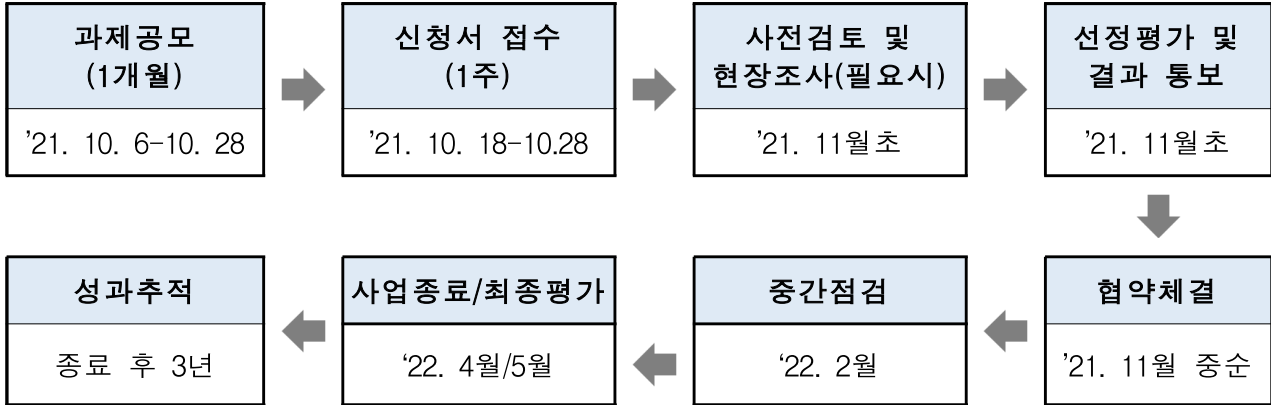 과제공모
(1개월)
'21. 10. 6-10. 28
신청서 접수
(1주)
'21. 10. 18-10.28
사전검토 및
현장조사(필요시)
'21. 11월초
선정평가 및
결과 통보
'21. 11월초
협약체결
'21. 11월 중순
중간점검
‘22. 2월
사업종료/최종평가
‘22. 4월/5월
성과추적
종료 후 3년